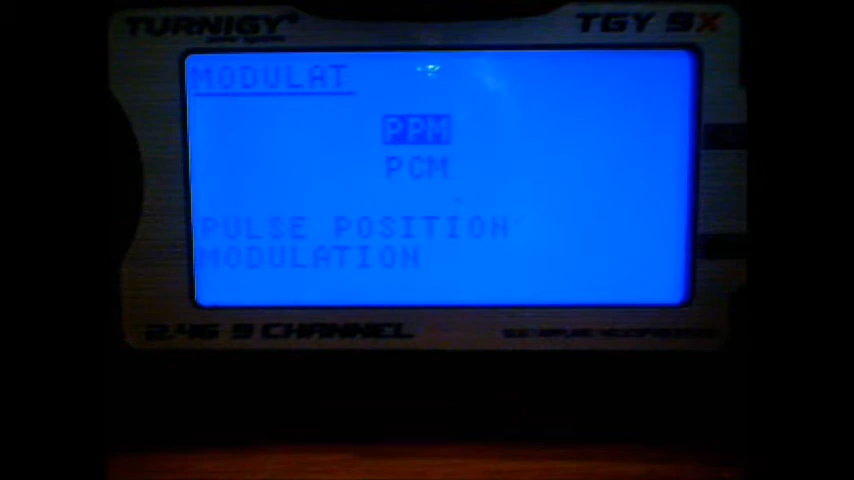 TURNIGY
TGY 9X
MODULAT
PPM
PCM
PULSE POSITION
MODULATION
2.4G 9 CHANNEL